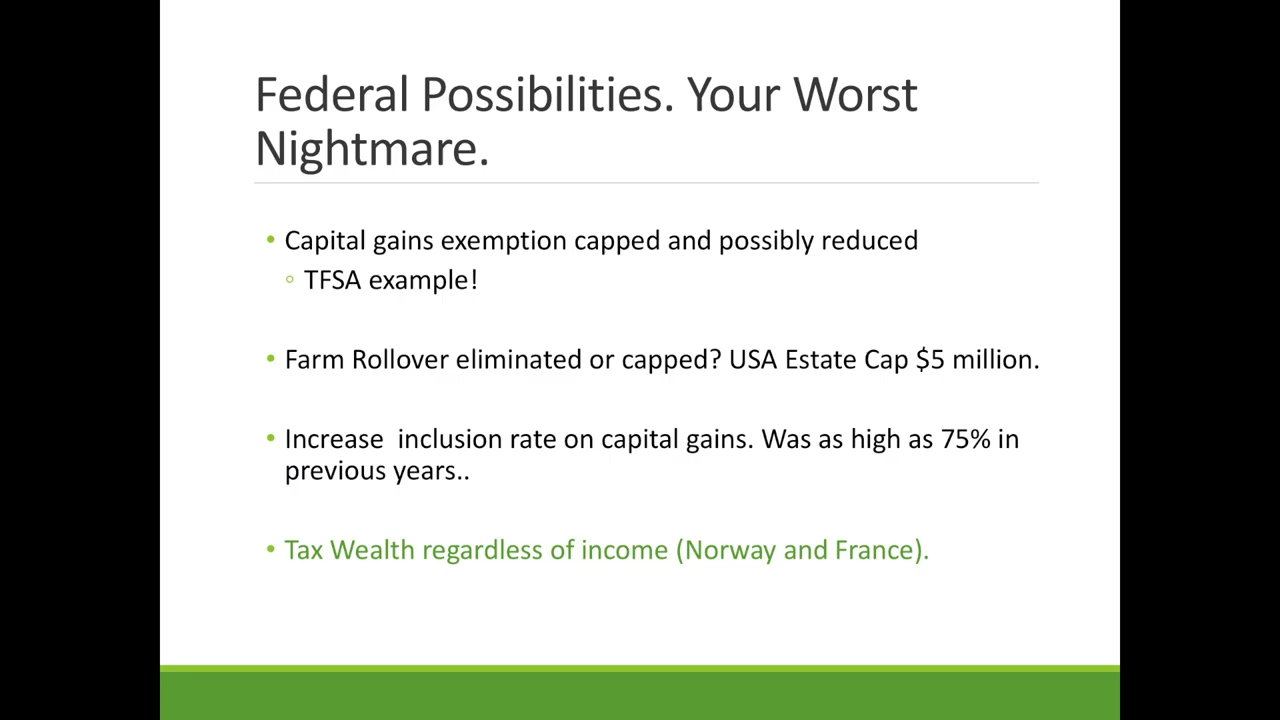 Federal Possibilities. Your Worst
Nightmare.
• Capital gains exemption capped and possibly reduced
◦ TFSA example!
• Farm Rollover eliminated or capped? USA Estate Cap $5 million.
• Increase  inclusion rate on capital gains. Was as high as 75% in
previous years..
• Tax Wealth regardless of income (Norway and France).